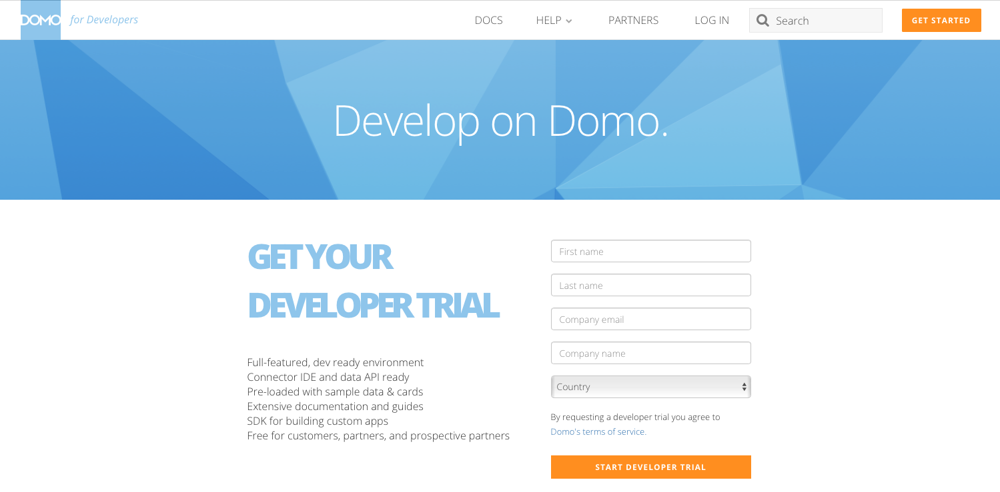 DOMO for Developers
DOCS HELP PARTNERS LOG IN Search GET STARTED
Develop on Domo.
GET YOUR
DEVELOPER TRIAL
Full-featured, dev ready environment
Connector IDE and data API ready
Pre-loaded with sample data & cards
Extensive documentation and guides
SDK for building custom apps
Free for customers, partners, and prospective partners
First name
Last name
Company email
Company name
Country
By requesting a developer trial you agree to
Domo's terms of service.
START DEVELOPER TRIAL